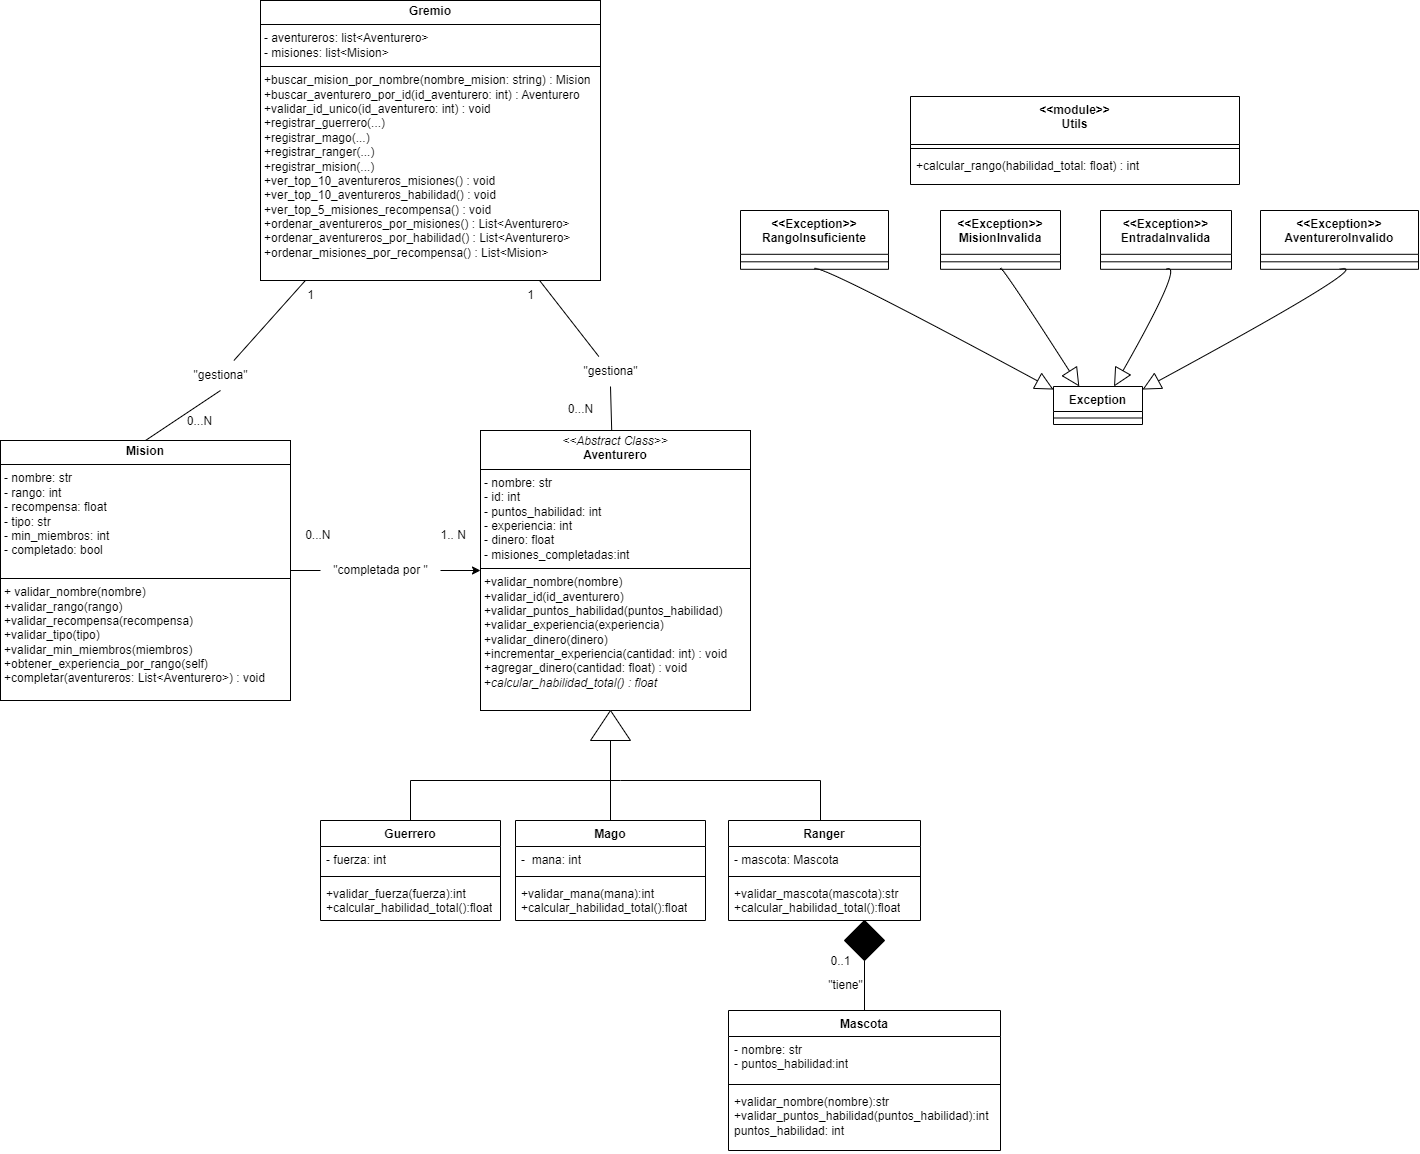 Gremio
- aventureros: list<Aventurero>
- misiones: list<Mision>
+buscar_mision_por_nombre(nombre_mision: string) : Mision
+buscar_aventurero_por_id(id_aventurero: int) : Aventurero
+validar_id_unico(id_aventurero: int) : void
+registrar_guerrero(...)
+registrar_mago(...)
+registrar_ranger(...)
+registrar_mision(...)
+ver_top_10_aventureros_misiones() : void
+ver_top_10_aventureros_habilidad() : void
+ver_top_5_misiones_recompensa() : void
+ordenar_aventureros_por_misiones() : List<Aventurero>
+ordenar_aventureros_por_habilidad() : List<Aventurero>
+ordenar_misiones_por_recompensa() : List<Mision>
<<module>>
Utils
+calcular_rango(habilidad_total: float) : int
<<Exception>>
RangoInsuficiente
<<Exception>>
MisionInvalida
<<Exception>>
EntradaInvalida
<<Exception>>
AventureroInvalido
Exception
1
1
"gestiona"
"gestiona"
0...N
0...N
Mision
- nombre: str
- rango: int
- recompensa: float
- tipo: str
- min_miembros: int
- completado: bool
+ validar_nombre(nombre)
+validar_rango(rango)
+validar_recompensa(recompensa)
+validar_tipo(tipo)
+validar_min_miembros(miembros)
+obtener_experiencia_por_rango(self)
+completar(aventureros: List<Aventurero>) : void
0...N
1.. N
"completada por "
<<Abstract Class>>
Aventurero
- nombre: str
- id: int
- puntos_habilidad: int
- experiencia: int
- dinero: float
- misiones_completadas:int
+validar_nombre(nombre)
+validar_id(id_aventurero)
+validar_puntos_habilidad(puntos_habilidad)
+validar_experiencia(experiencia)
+validar_dinero(dinero)
+incrementar_experiencia(cantidad: int) : void
+agregar_dinero(cantidad: float) : void
+calcular_habilidad_total() : float
Guerrero
- fuerza: int
+validar_fuerza(fuerza):int
+calcular_habilidad_total():float
Mago
- mana: int
+validar_mana(mana):int
+calcular_habilidad_total():float
Ranger
- mascota: Mascota
+validar_mascota(mascota):str
+calcular_habilidad_total():float
0..1
"tiene"
Mascota
- nombre: str
- puntos_habilidad:int
+validar_nombre(nombre):str
+validar_puntos_habilidad(puntos_habilidad):int
puntos_habilidad: int